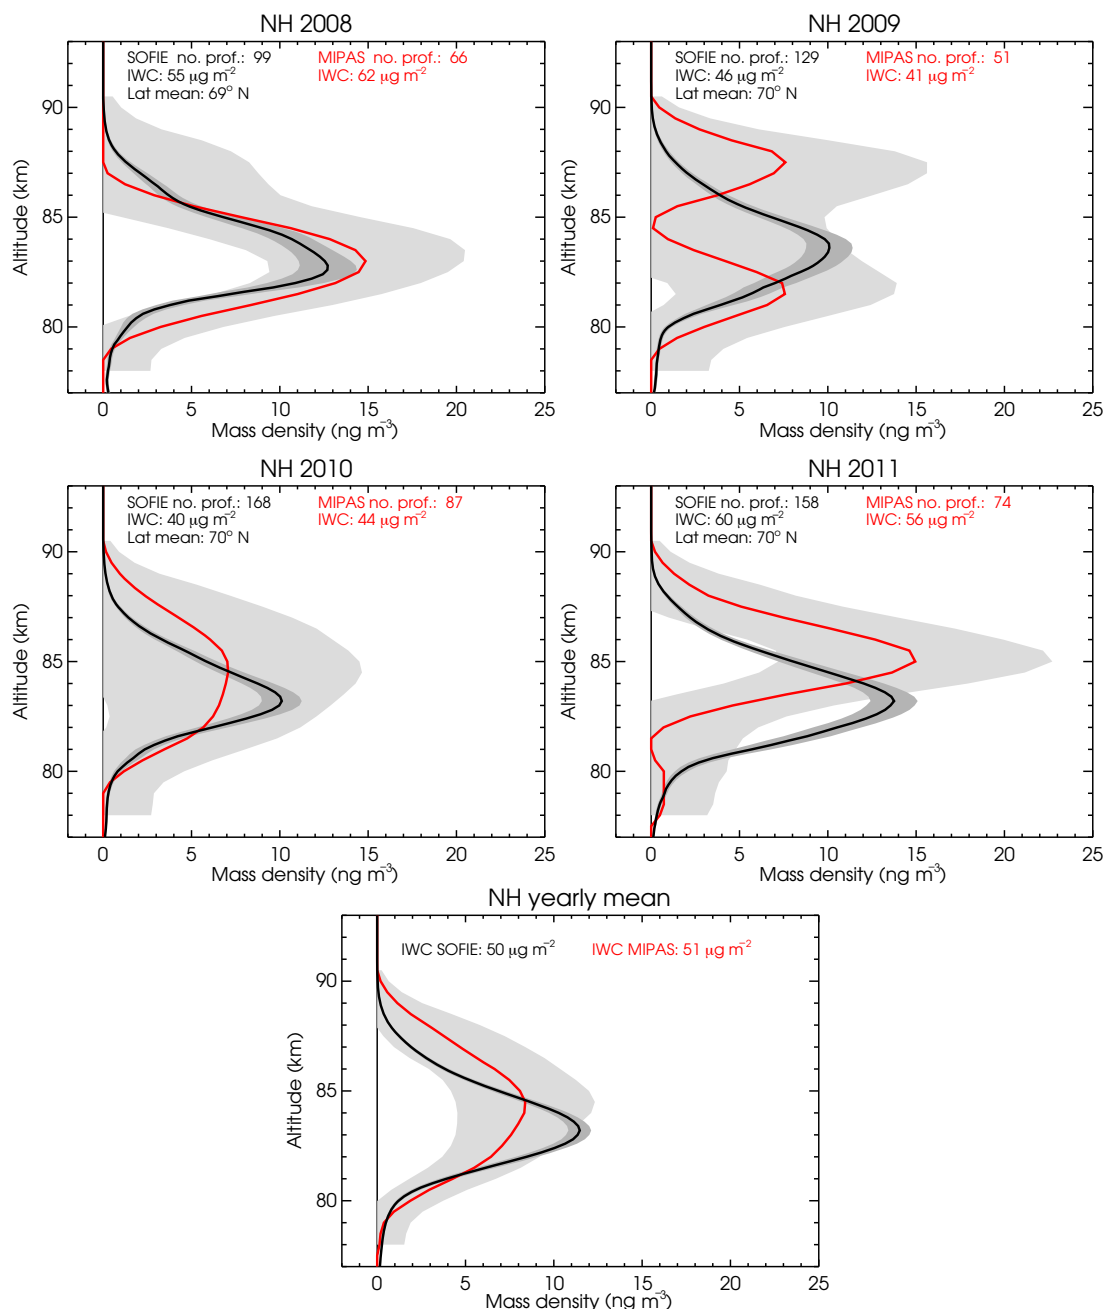 NH 2008
SOFIE no. prof.: 99
MIPAS no. prof.: 66
IWC: 55 µg m⁻²
IWC: 62 µg m⁻²
Lat mean: 69° N
90
85
80
Altitude (km)
0 5 10 15 20 25
Mass density (ng m⁻³)
NH 2009
SOFIE no. prof.: 129
MIPAS no. prof.: 51
IWC: 46 µg m⁻²
IWC: 41 µg m⁻²
Lat mean: 70° N
90
85
80
Altitude (km)
0 5 10 15 20 25
Mass density (ng m⁻³)
NH 2010
SOFIE no. prof.: 168
MIPAS no. prof.: 87
IWC: 40 µg m⁻²
IWC: 44 µg m⁻²
Lat mean: 70° N
90
85
80
Altitude (km)
0 5 10 15 20 25
Mass density (ng m⁻³)
NH 2011
SOFIE no. prof.: 158
MIPAS no. prof.: 74
IWC: 60 µg m⁻²
IWC: 56 µg m⁻²
Lat mean: 70° N
90
85
80
Altitude (km)
0 5 10 15 20 25
Mass density (ng m⁻³)
NH yearly mean
IWC SOFIE: 50 µg m⁻²
IWC MIPAS: 51 µg m⁻²
90
85
80
Altitude (km)
0 5 10 15 20 25
Mass density (ng m⁻³)